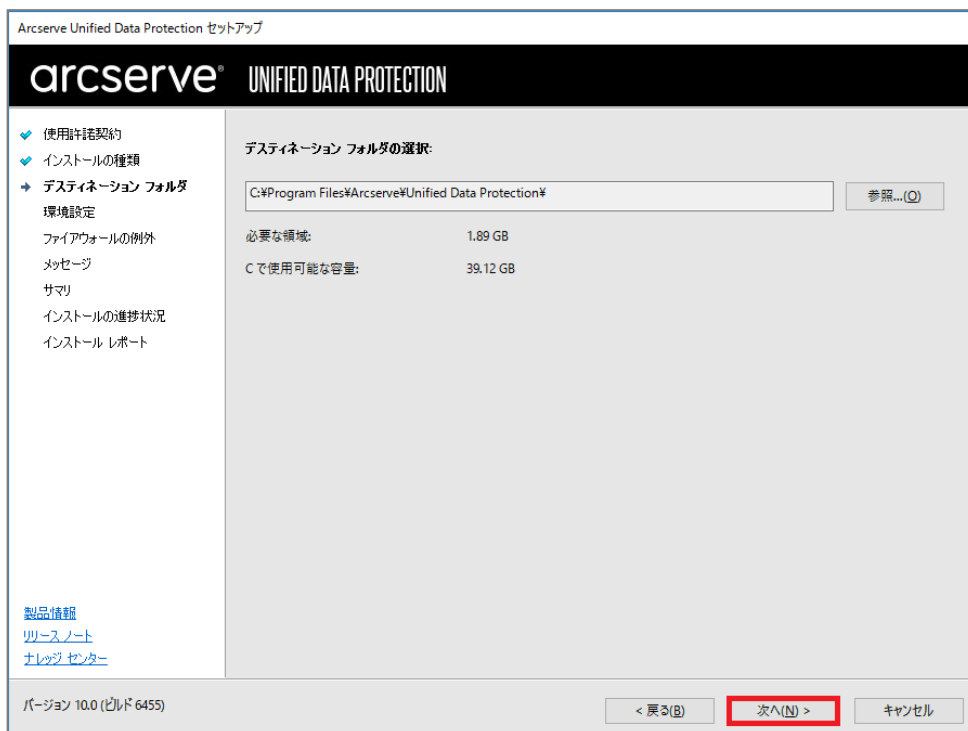 Arcserve Unified Data Protection セットアップ
arcserve® UNIFIED DATA PROTECTION
使用許諾契約
インストールの種類
デスティネーション フォルダ
環境設定
ファイアウォールの例外
メッセージ
サマリ
インストールの進捗状況
インストール レポート
デスティネーション フォルダの選択:
C:¥Program Files¥Arcserve¥Unified Data Protection¥
参照...(O)
必要な領域: 1.89 GB
C で使用可能な容量: 39.12 GB
製品情報
リリース ノート
ナレッジ センター
バージョン 10.0 (ビルド 6455)
< 戻る(B)
次へ(N) >
キャンセル